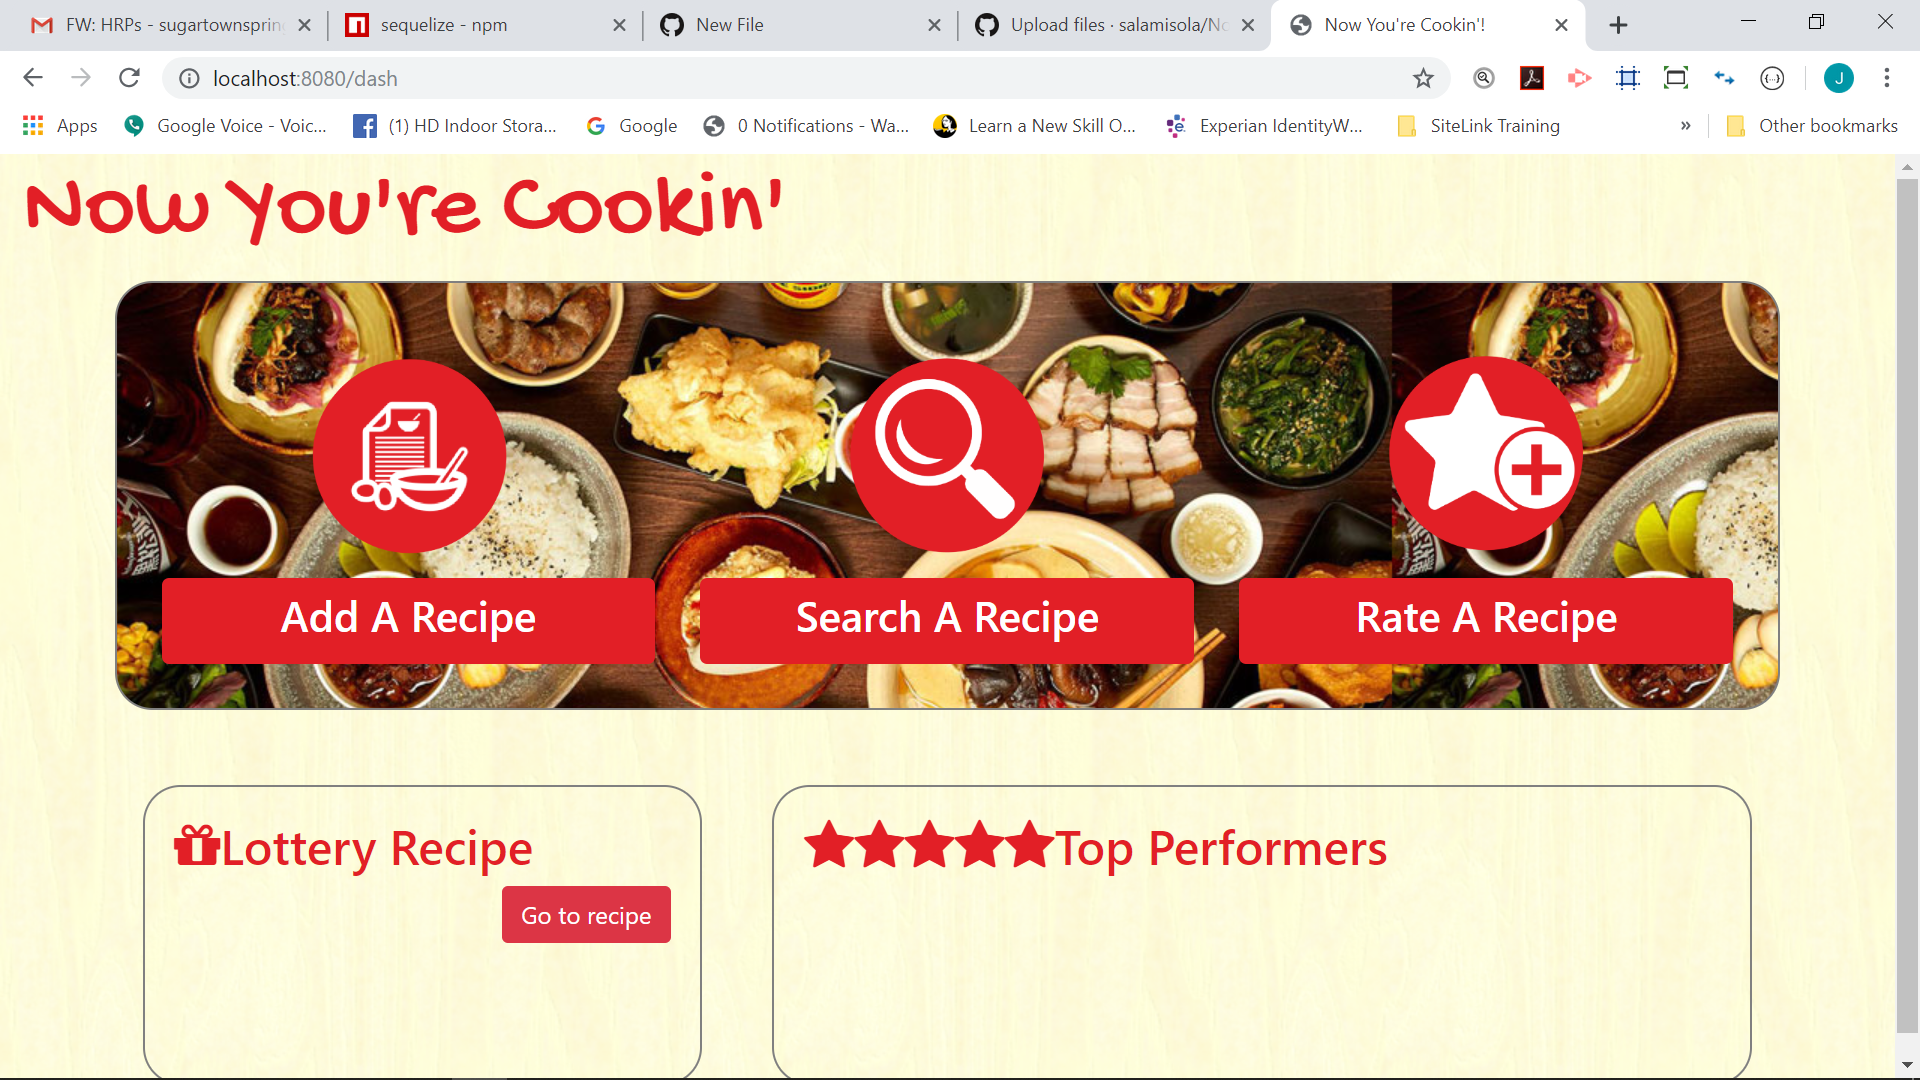 FW: HRPs - sugartownspring
sequelize - npm
New File
Upload files · salamisola/No
Now You're Cookin'!
localhost:8080/dash
J
Apps
Google Voice - Voic...
(1) HD Indoor Stora...
Google
0 Notifications - Wa...
Learn a New Skill O...
Experian IdentityW...
SiteLink Training
»
Other bookmarks
Now You're Cookin'
Add A Recipe
Search A Recipe
Rate A Recipe
Lottery Recipe
Top Performers
Go to recipe